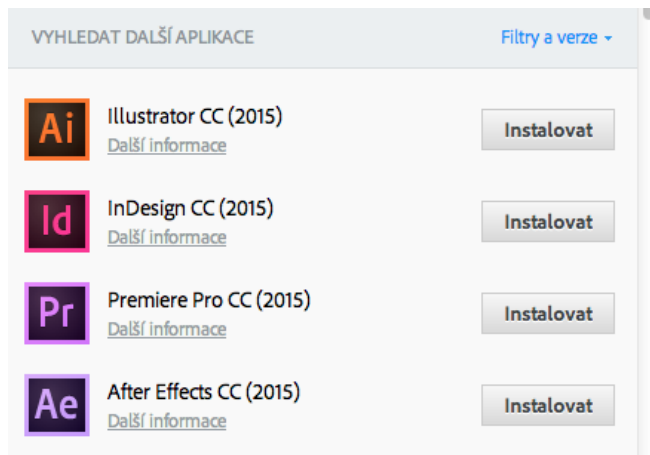 VYHLEDAT DALŠÍ APLIKACE Filtry a verze
Ai Illustrator CC (2015) Instalovat
Další informace
Id InDesign CC (2015) Instalovat
Další informace
Pr Premiere Pro CC (2015) Instalovat
Další informace
Ae After Effects CC (2015) Instalovat
Další informace